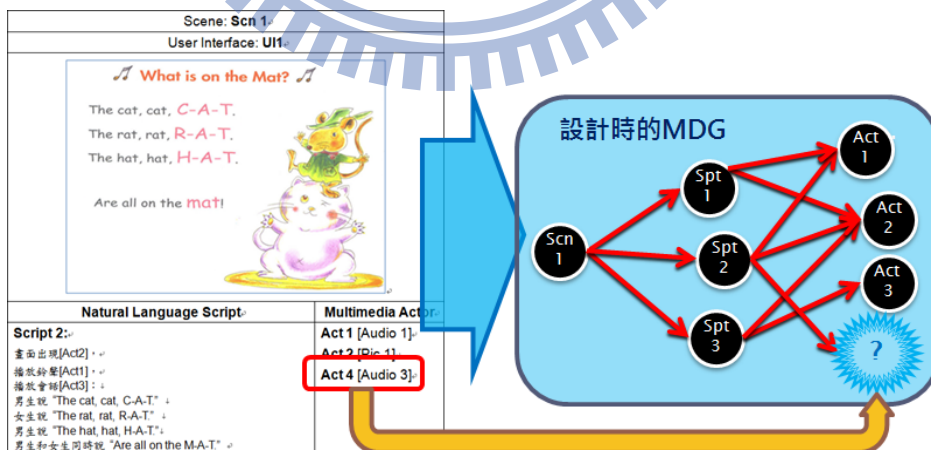 Scene: Scn 1
User Interface: UI1
What is on the Mat?
The cat, cat, C-A-T.
The rat, rat, R-A-T.
The hat, hat, H-A-T.
Are all on the mat!
Natural Language Script
Multimedia Actor
Script 2:
畫面出現[Act2]，
播放鈴聲[Act1]，
播放會話[Act3]：
男生說 "The cat, cat, C-A-T."
女生說 "The rat, rat, R-A-T."
男生說 "The hat, hat, H-A-T."
男生和女生同時說 "Are all on the M-A-T."
Act 1 [Audio 1]
Act 2 [Pic 1]
Act 4 [Audio 3]
設計時的MDG
Scn 1
Spt 1
Spt 2
Spt 3
Act 1
Act 2
Act 3
?